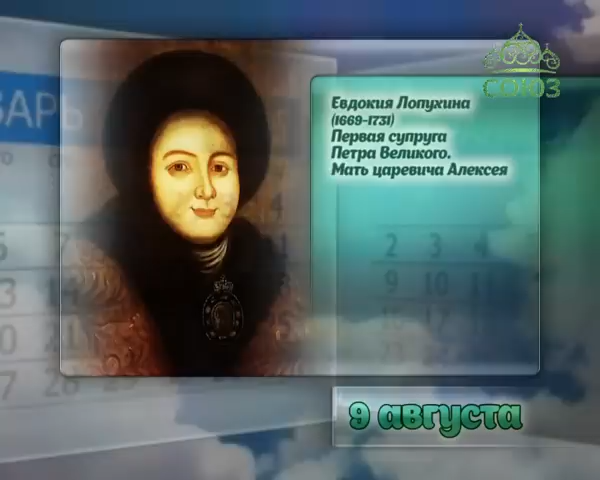 СОЮЗ
Евдокия Лопухина
(1669-1731)
Первая супруга
Петра Великого.
Мать царевича Алексея
9 августа